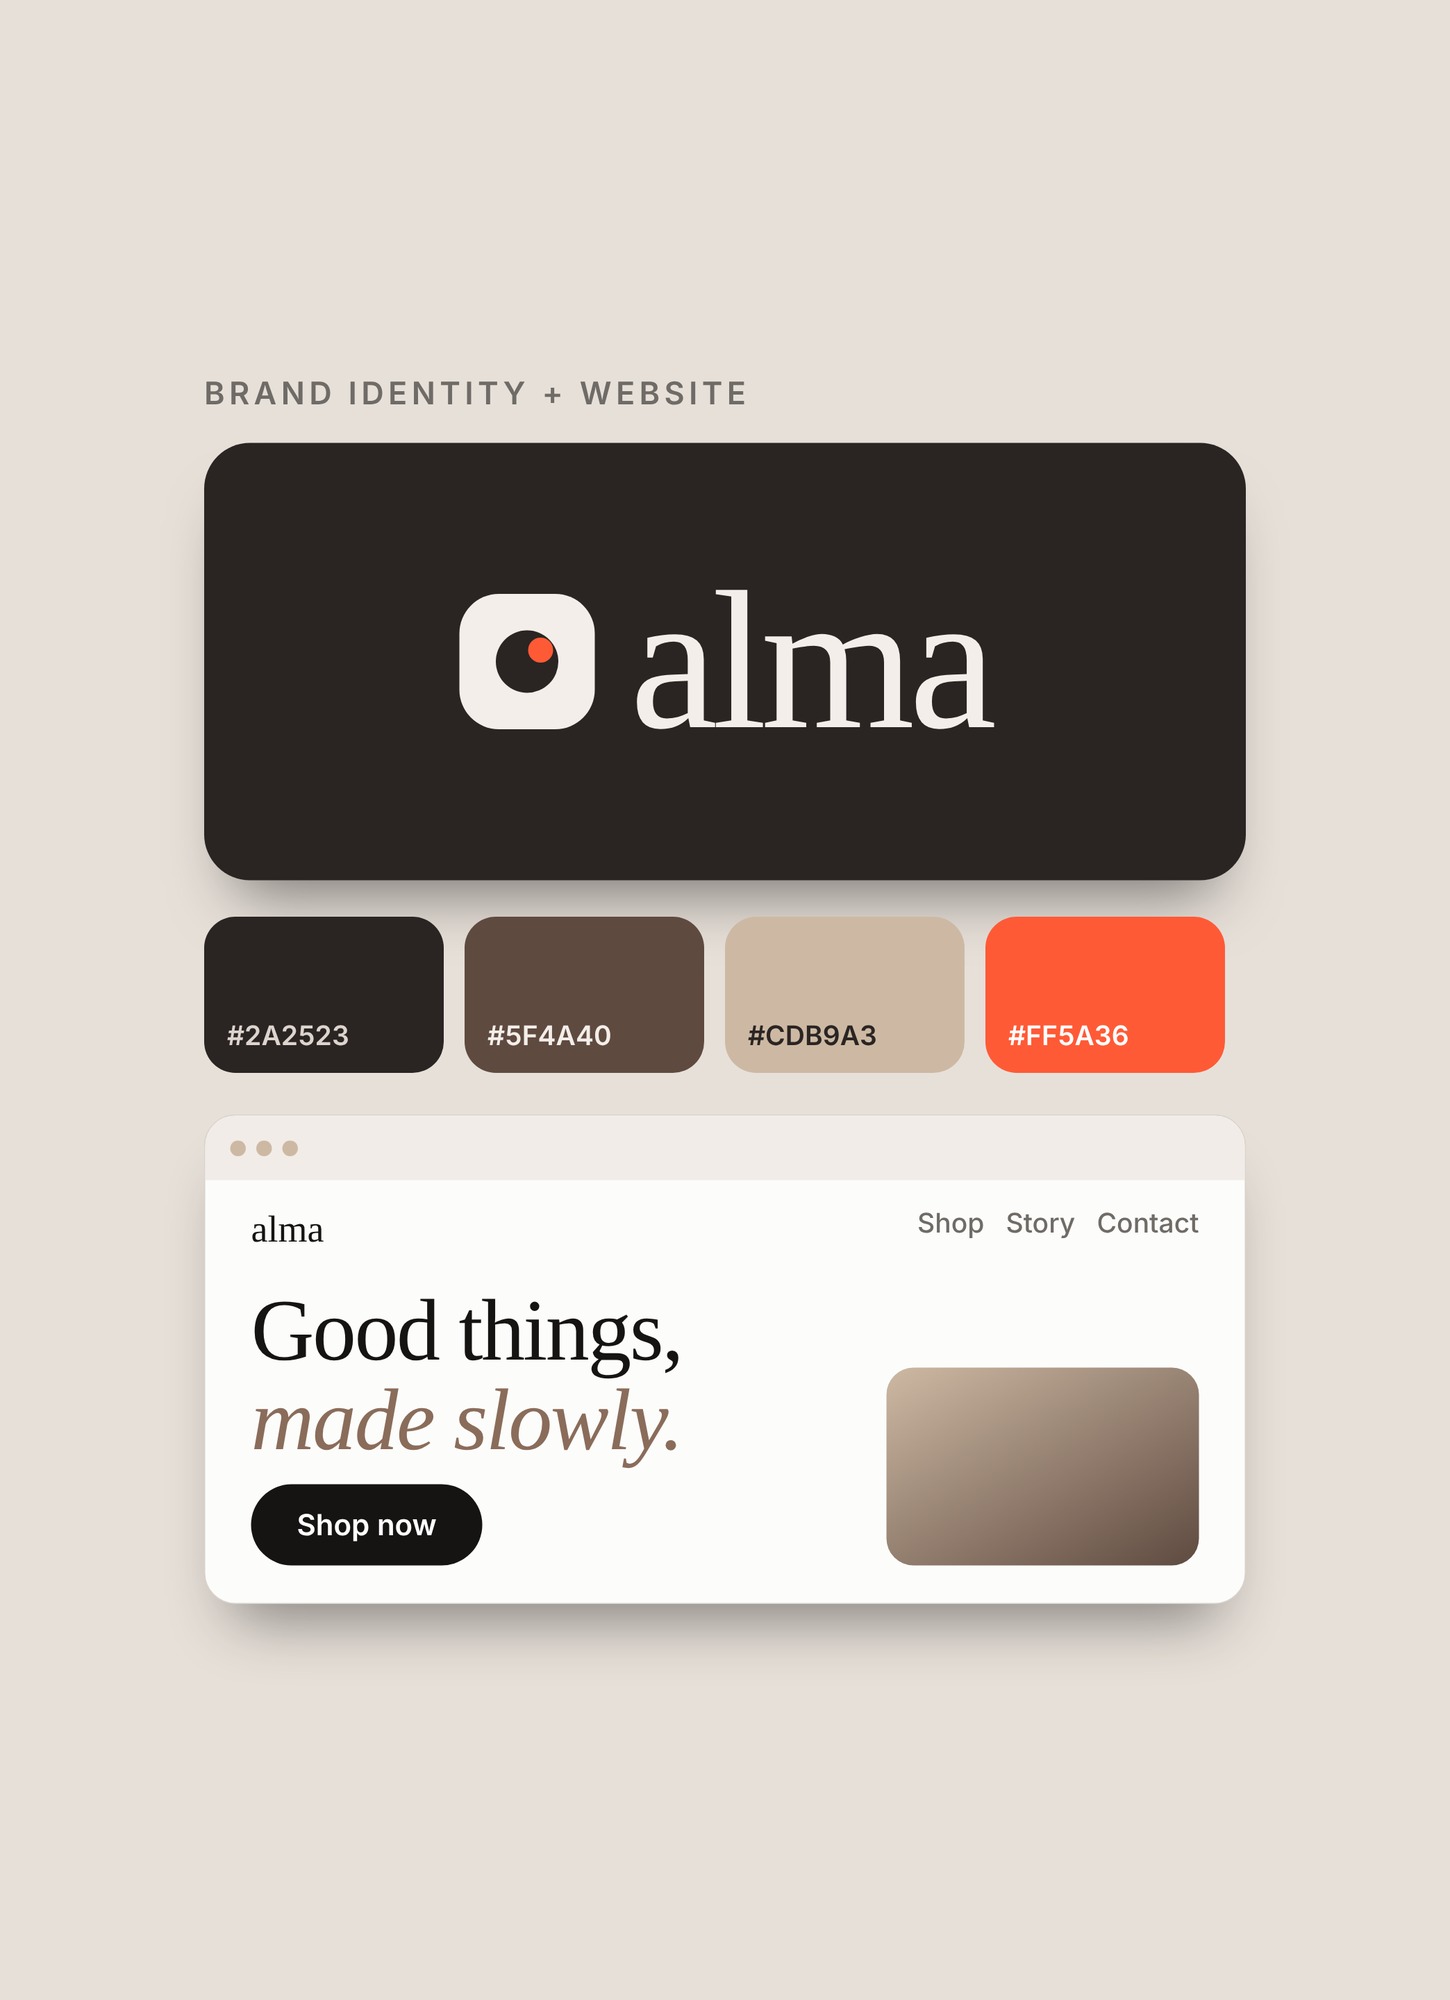 BRAND IDENTITY + WEBSITE
alma
#2A2523 #5F4A40 #CDB9A3 #FF5A36
alma Shop Story Contact
Good things,
made slowly.
Shop now